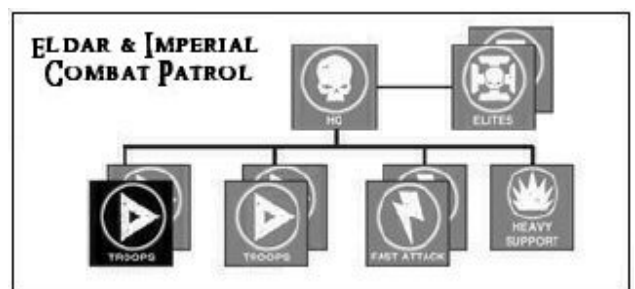 ELDAR & IMPERIAL
COMBAT PATROL
HQ
ELITES
TROOPS
TROOPS
FAST ATTACK
HEAVY
SUPPORT